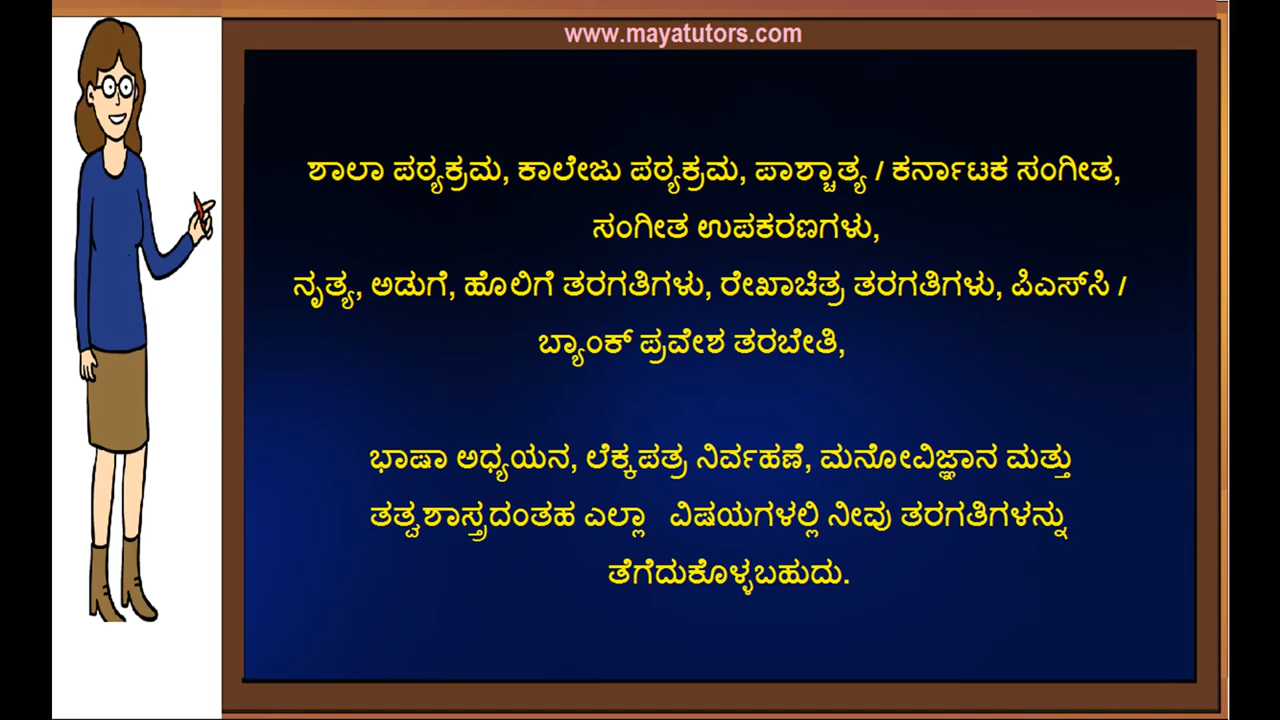 www.mayatutors.com
ಶಾಲಾ ಪಠ್ಯಕ್ರಮ, ಕಾಲೇಜು ಪಠ್ಯಕ್ರಮ, ಪಾಶ್ಚಾತ್ಯ / ಕರ್ನಾಟಕ ಸಂಗೀತ,
ಸಂಗೀತ ಉಪಕರಣಗಳು,
ನೃತ್ಯ, ಅಡುಗೆ, ಹೊಲಿಗೆ ತರಗತಿಗಳು, ರೇಖಾಚಿತ್ರ ತರಗತಿಗಳು, ಪಿಎಸ್‌ಸಿ /
ಬ್ಯಾಂಕ್ ಪ್ರವೇಶ ತರಬೇತಿ,
ಭಾಷಾ ಅಧ್ಯಯನ, ಲೆಕ್ಕಪತ್ರ ನಿರ್ವಹಣೆ, ಮನೋವಿಜ್ಞಾನ ಮತ್ತು
ತತ್ವಶಾಸ್ತ್ರದಂತಹ ಎಲ್ಲಾ ವಿಷಯಗಳಲ್ಲಿ ನೀವು ತರಗತಿಗಳನ್ನು
ತೆಗೆದುಕೊಳ್ಳಬಹುದು.